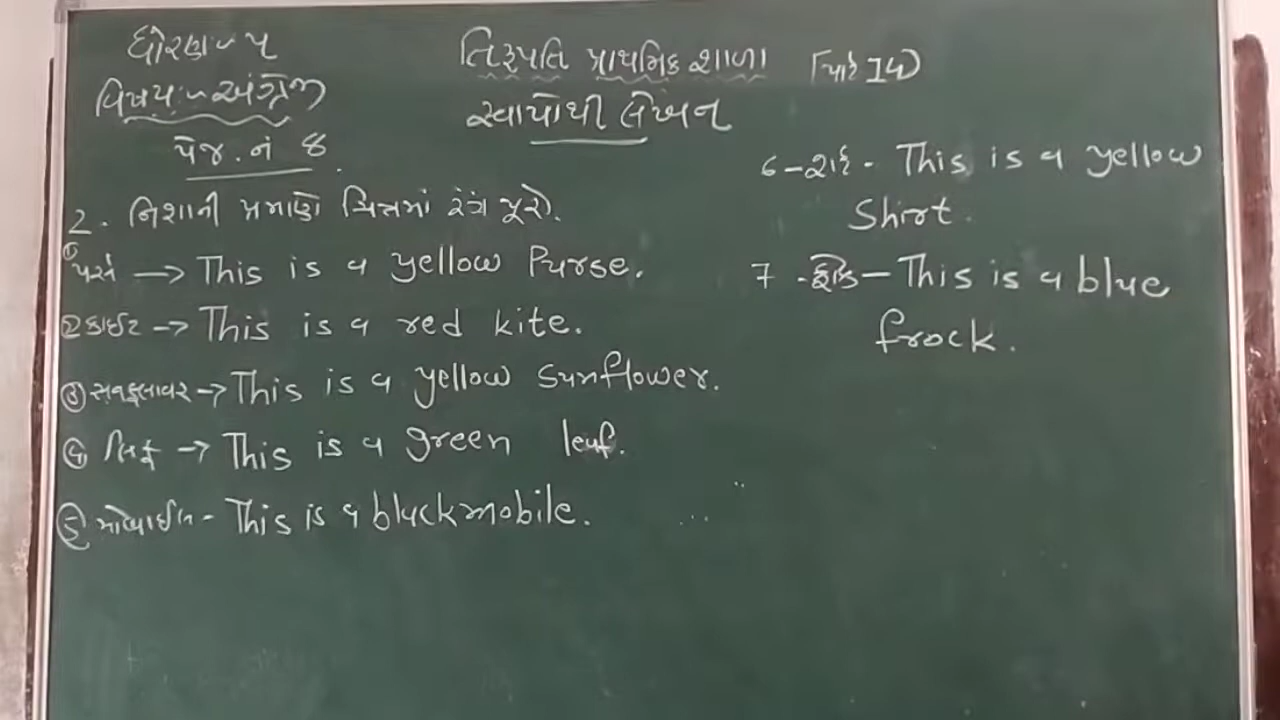 ધોરણ - ૫
વિષય :- અંગ્રેજી
પેજ. નં ૪
તિરૂપતિ પ્રાથમિક શાળા
સ્વાધ્યાયપોથી લેખન
2. નિશાની પ્રમાણે ચિત્રમાં રંગ પૂરો.
① પર્સ → This is a yellow Purse.
② કાઈટ → This is a red kite.
③ સનફ્લાવર → This is a yellow Sunflower.
④ લિફ → This is a green leaf.
⑤ મોબાઈલ - This is a black mobile.
6 - શર્ટ - This is a yellow
Shirt.
7 - ફ્રોક - This is a blue
frock.